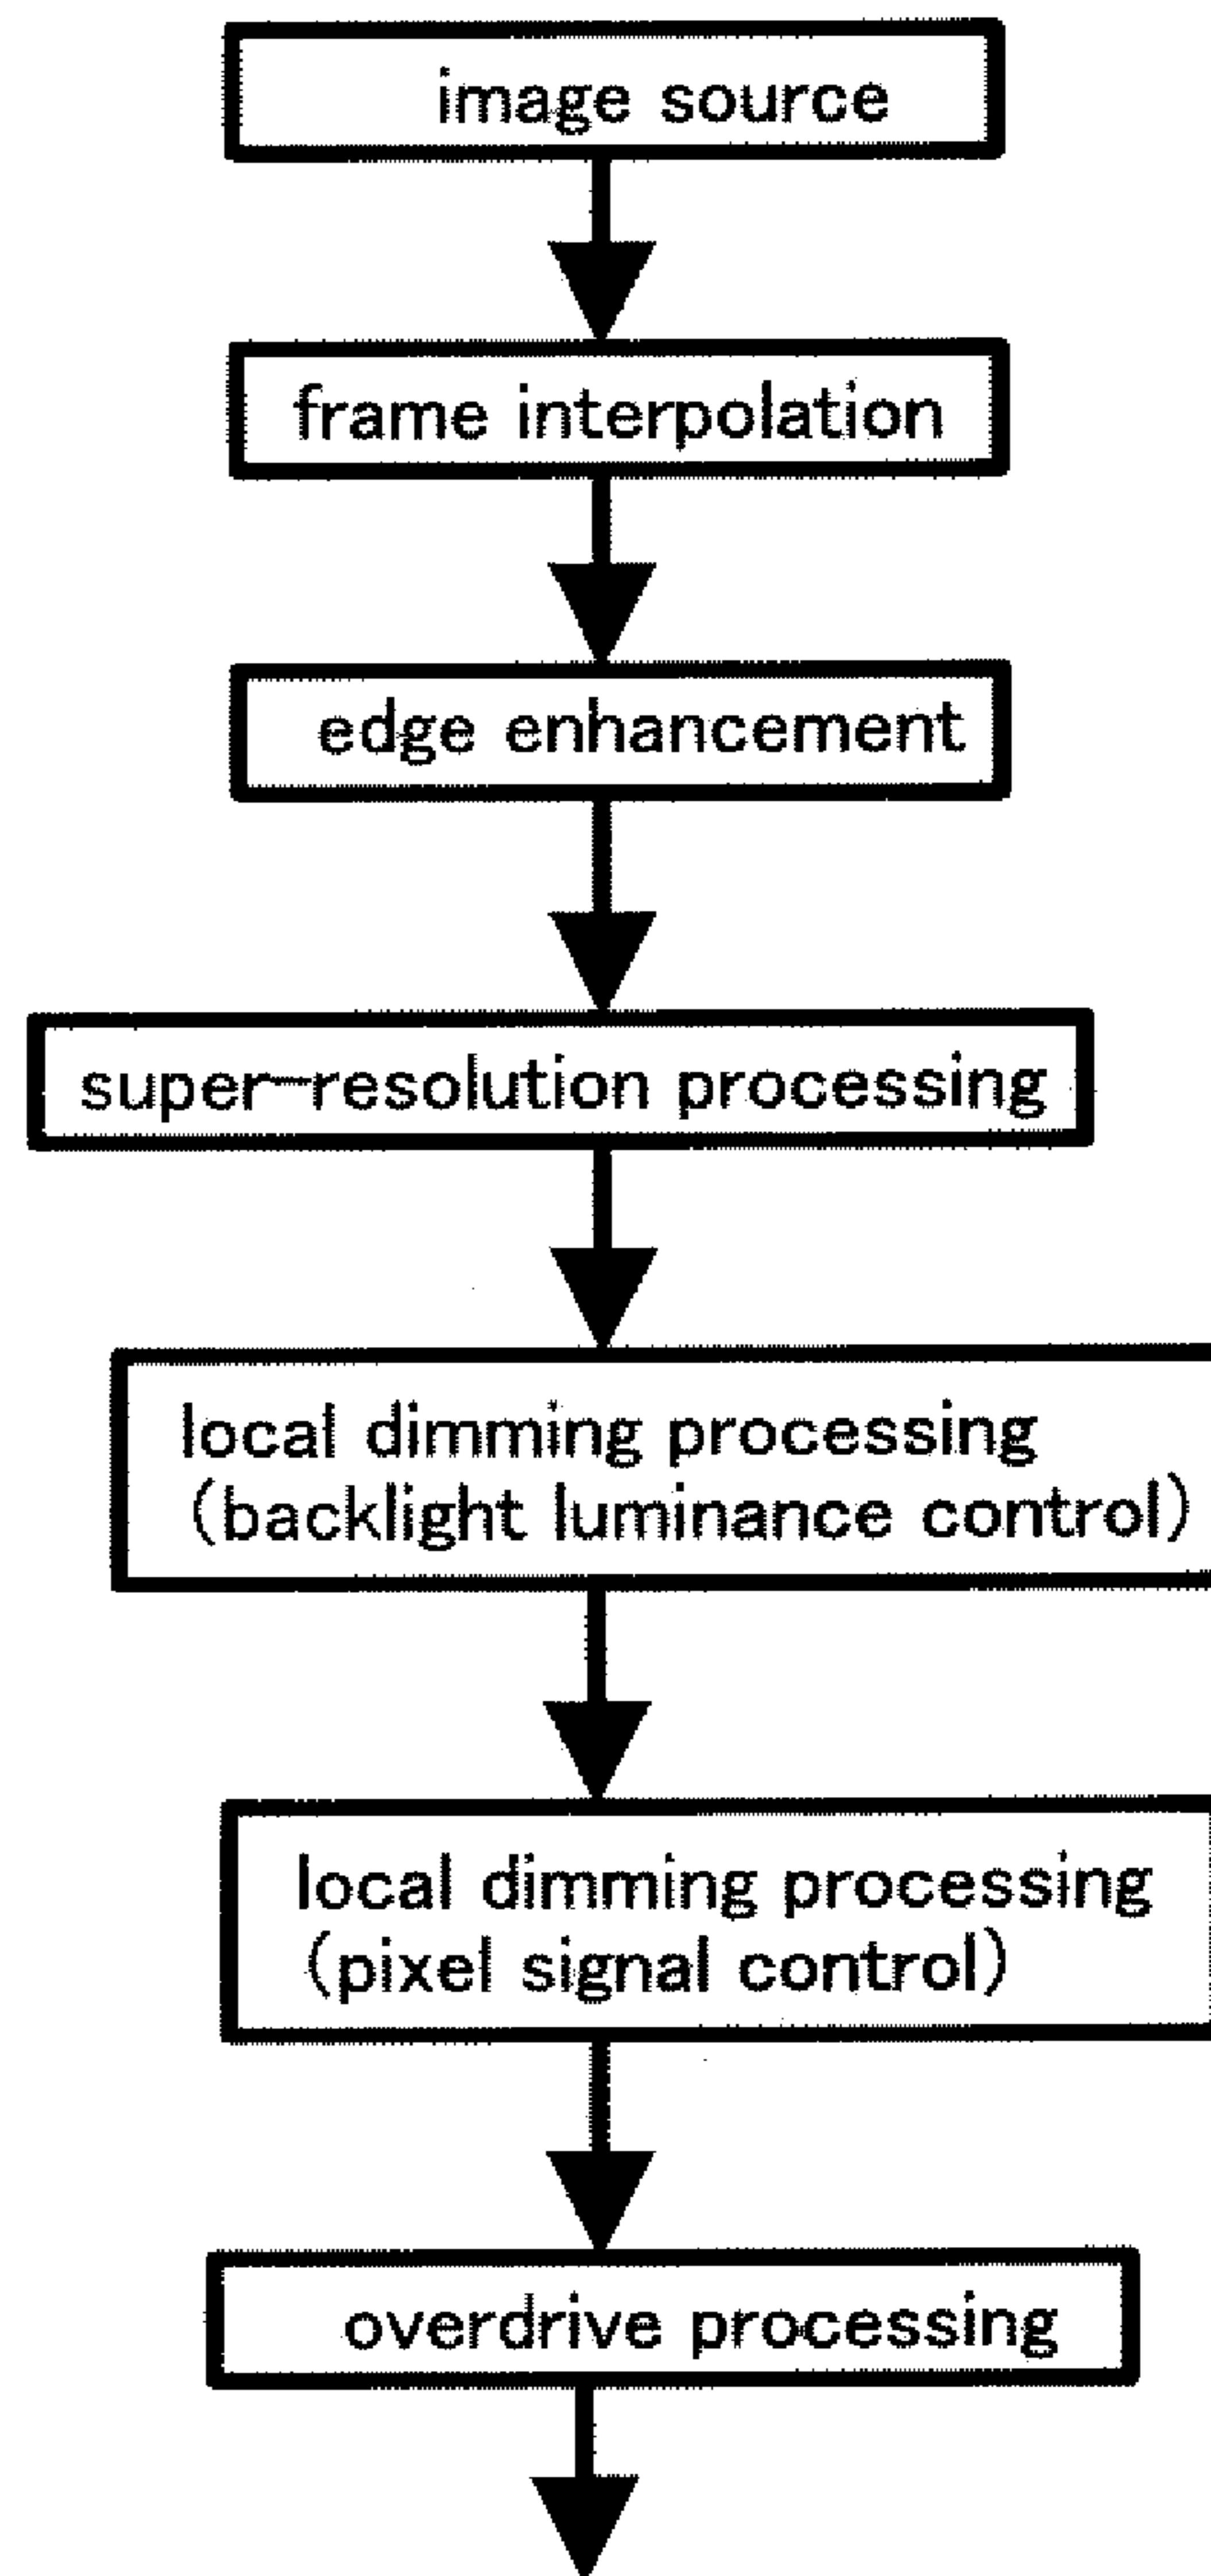 image source
frame interpolation
edge enhancement
super-resolution processing
local dimming processing
(backlight luminance control)
local dimming processing
(pixel signal control)
overdrive processing